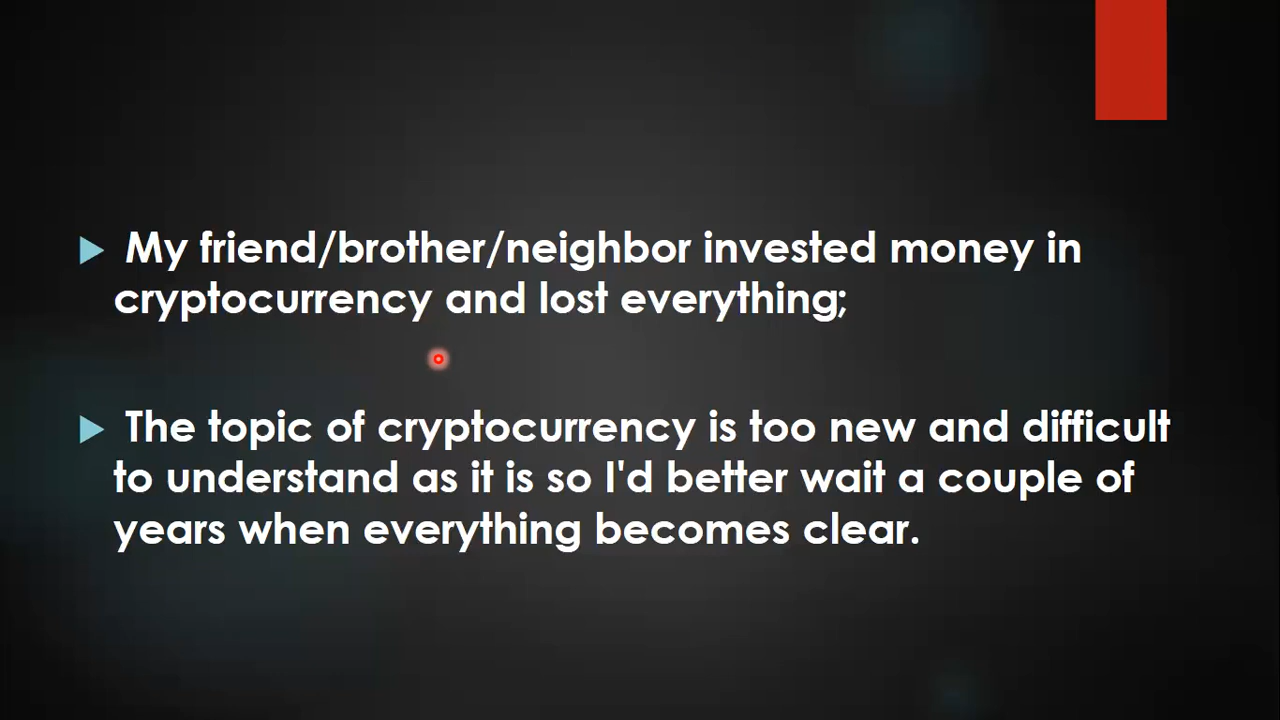 My friend/brother/neighbor invested money in
cryptocurrency and lost everything;
The topic of cryptocurrency is too new and difficult
to understand as it is so I'd better wait a couple of
years when everything becomes clear.